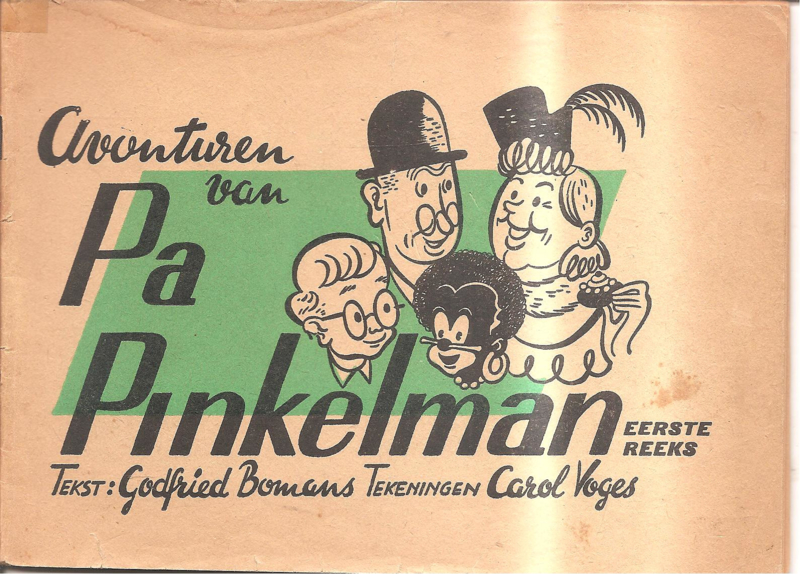 Avonturen
van
Pa
Pinkelman
EERSTE
REEKS
TEKST: Godfried Bomans TEKENINGEN Carol Voges